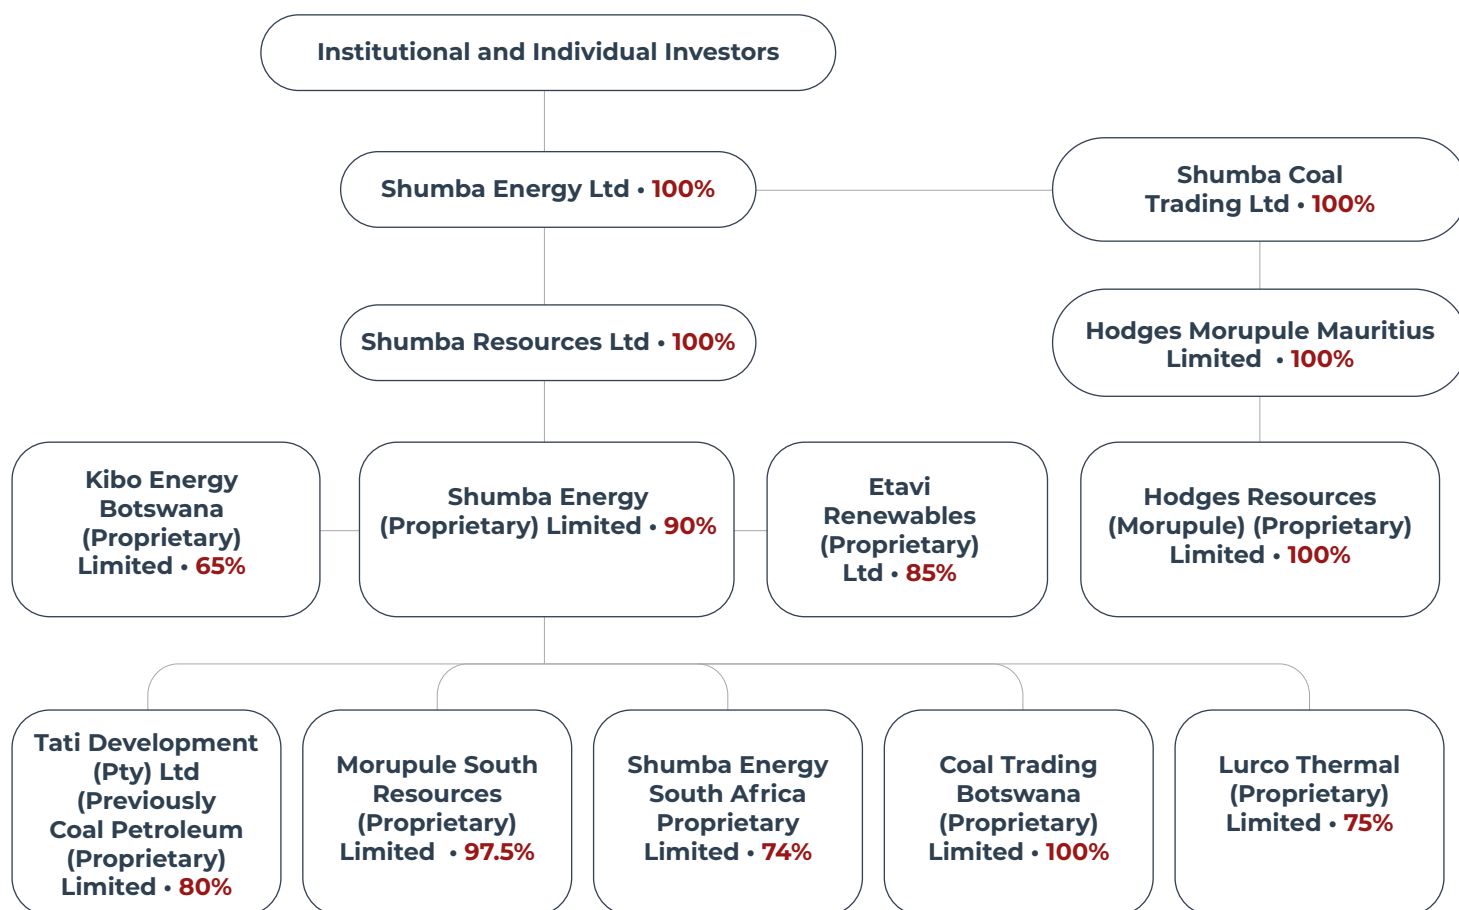 Institutional and Individual Investors
Shumba Energy Ltd • 100%
Shumba Coal
Trading Ltd • 100%
Shumba Resources Ltd • 100%
Hodges Morupule Mauritius
Limited • 100%
Kibo Energy
Botswana
(Proprietary)
Limited • 65%
Shumba Energy
(Proprietary) Limited • 90%
Etavi
Renewables
(Proprietary)
Ltd • 85%
Hodges Resources
(Morupule) (Proprietary)
Limited • 100%
Tati Development
(Pty) Ltd
(Previously
Coal Petroleum
(Proprietary)
Limited • 80%
Morupule South
Resources
(Proprietary)
Limited • 97.5%
Shumba Energy
South Africa
Proprietary
Limited • 74%
Coal Trading
Botswana
(Proprietary)
Limited • 100%
Lurco Thermal
(Proprietary)
Limited • 75%